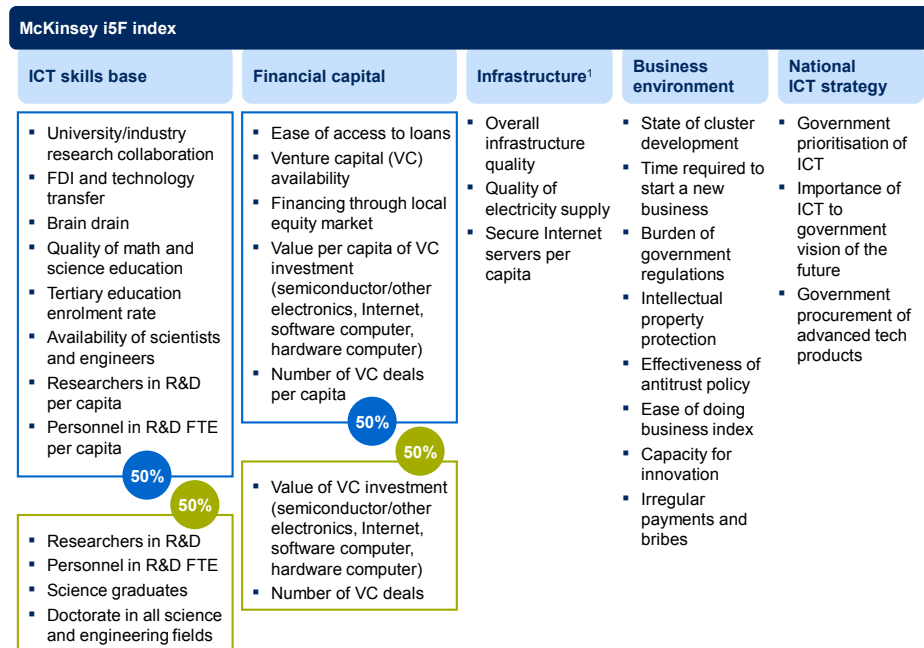 McKinsey i5F index
ICT skills base
Financial capital
Infrastructure1
Business
environment
National
ICT strategy
▪ University/industry
research collaboration
▪ FDI and technology
transfer
▪ Brain drain
▪ Quality of math and
science education
▪ Tertiary education
enrolment rate
▪ Availability of scientists
and engineers
▪ Researchers in R&D
per capita
▪ Personnel in R&D FTE
per capita
50%
50%
▪ Researchers in R&D
▪ Personnel in R&D FTE
▪ Science graduates
▪ Doctorate in all science
and engineering fields
▪ Ease of access to loans
▪ Venture capital (VC)
availability
▪ Financing through local
equity market
▪ Value per capita of VC
investment
(semiconductor/other
electronics, Internet,
software computer,
hardware computer)
▪ Number of VC deals
per capita
50%
50%
▪ Value of VC investment
(semiconductor/other
electronics, Internet,
software computer,
hardware computer)
▪ Number of VC deals
▪ Overall
infrastructure
quality
▪ Quality of
electricity supply
▪ Secure Internet
servers per
capita
▪ State of cluster
development
▪ Time required to
start a new
business
▪ Burden of
government
regulations
▪ Intellectual
property
protection
▪ Effectiveness of
antitrust policy
▪ Ease of doing
business index
▪ Capacity for
innovation
▪ Irregular
payments and
bribes
▪ Government
prioritisation of
ICT
▪ Importance of
ICT to
government
vision of the
future
▪ Government
procurement of
advanced tech
products